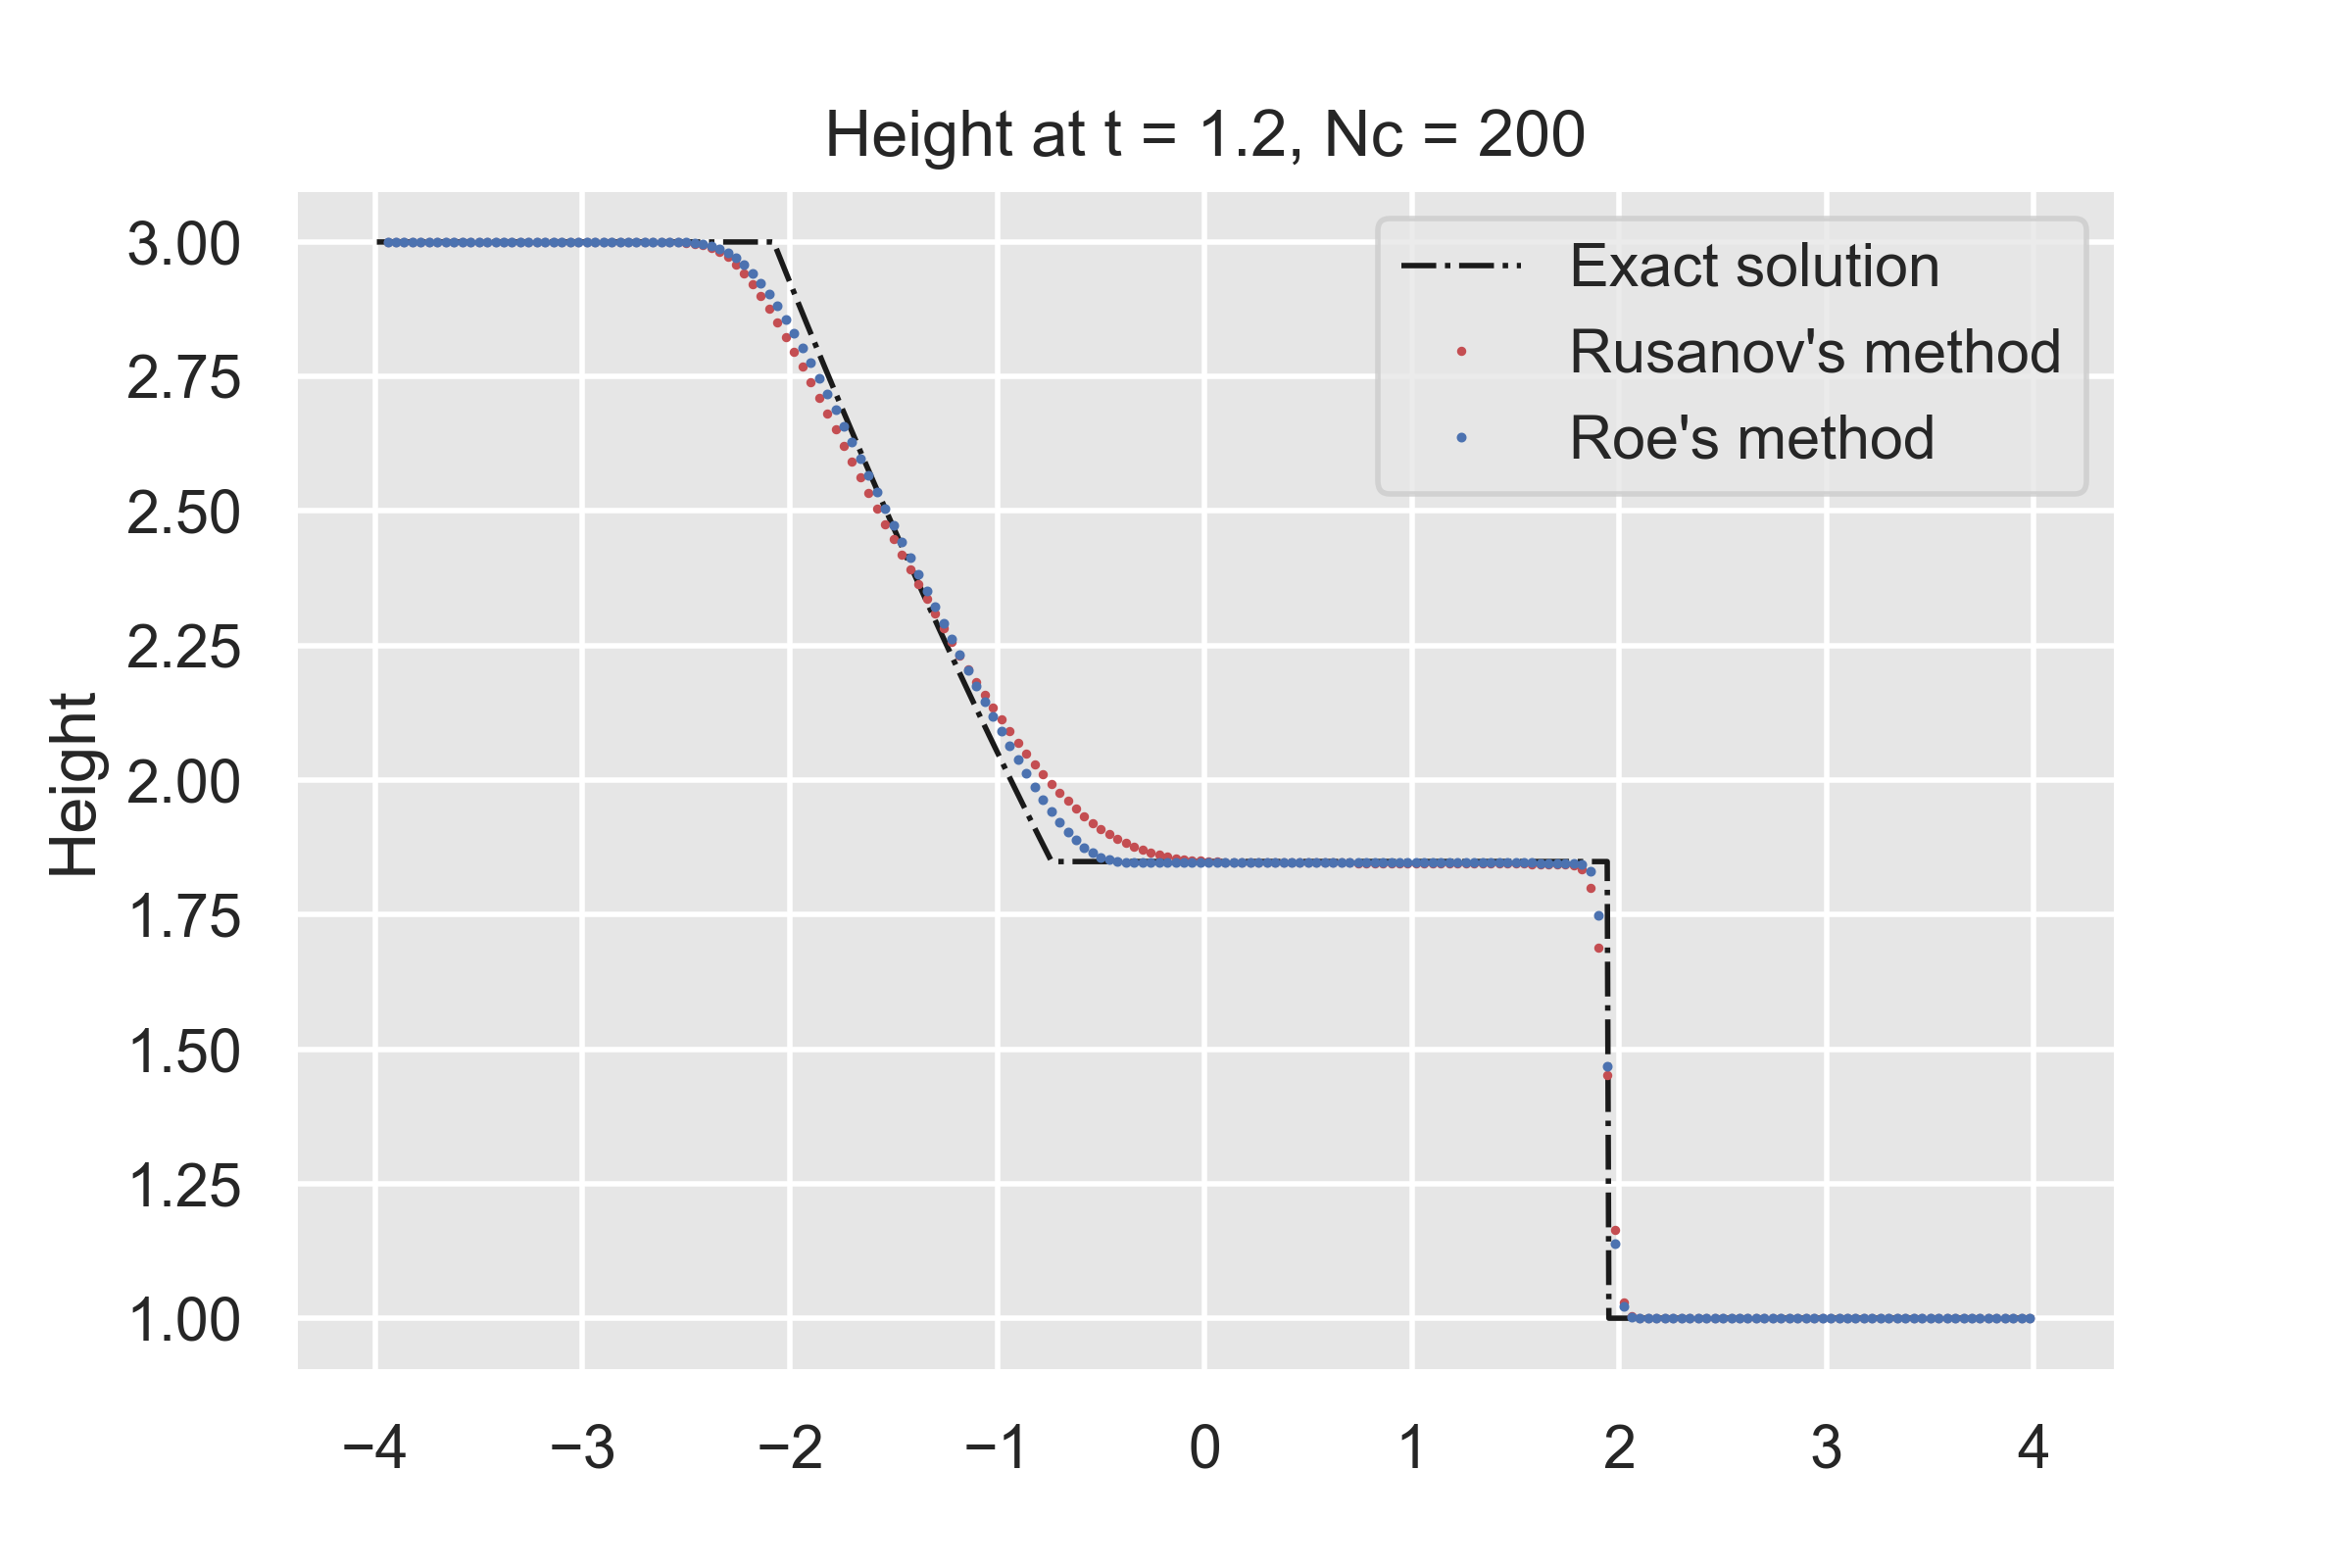 Height at t = 1.2, Nc = 200
Exact solution
Rusanov's method
Roe's method
Height
3.00
2.75
2.50
2.25
2.00
1.75
1.50
1.25
1.00
−4 −3 −2 −1 0 1 2 3 4